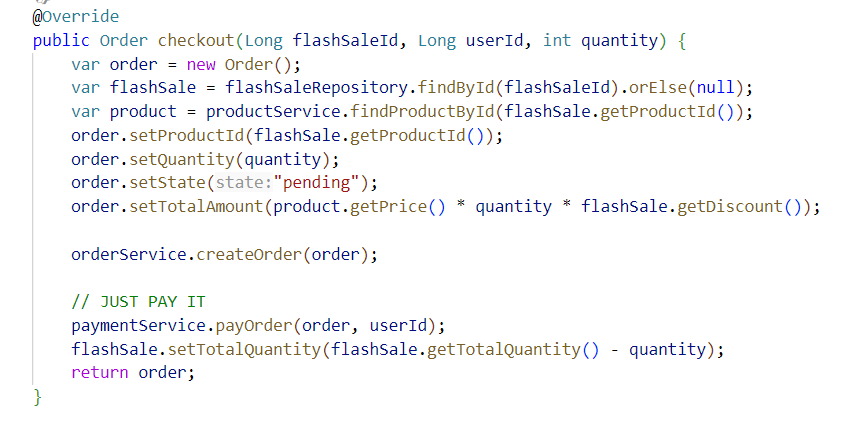 @Override
public Order checkout(Long flashSaleId, Long userId, int quantity) {
var order = new Order();
var flashSale = flashSaleRepository.findById(flashSaleId).orElse(null);
var product = productService.findProductById(flashSale.getProductId());
order.setProductId(flashSale.getProductId());
order.setQuantity(quantity);
order.setState(state:"pending");
order.setTotalAmount(product.getPrice() * quantity * flashSale.getDiscount());
orderService.createOrder(order);
// JUST PAY IT
paymentService.payOrder(order, userId);
flashSale.setTotalQuantity(flashSale.getTotalQuantity() - quantity);
return order;
}